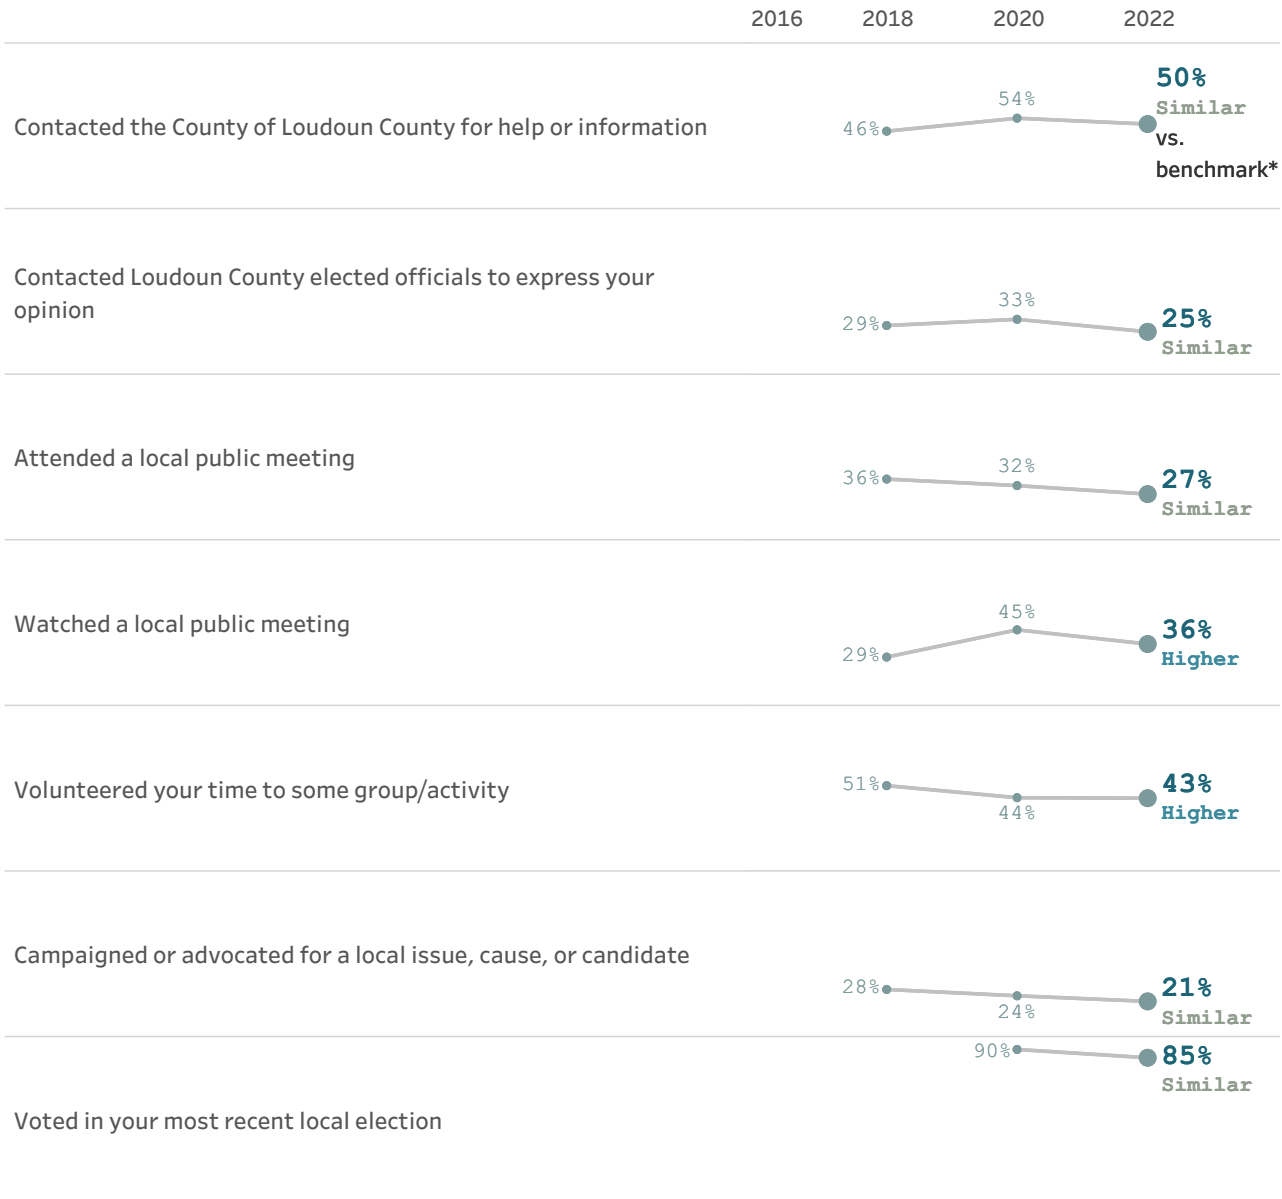 2016 2018 2020 2022
50%
54%
Similar
Contacted the County of Loudoun County for help or information
46%
vs.
benchmark*
Contacted Loudoun County elected officials to express your
opinion
33%
29%
25%
Similar
Attended a local public meeting
36%
32%
27%
Similar
Watched a local public meeting
29%
45%
36%
Higher
Volunteered your time to some group/activity
51%
44%
43%
Higher
Campaigned or advocated for a local issue, cause, or candidate
28%
24%
21%
Similar
90%
85%
Similar
Voted in your most recent local election